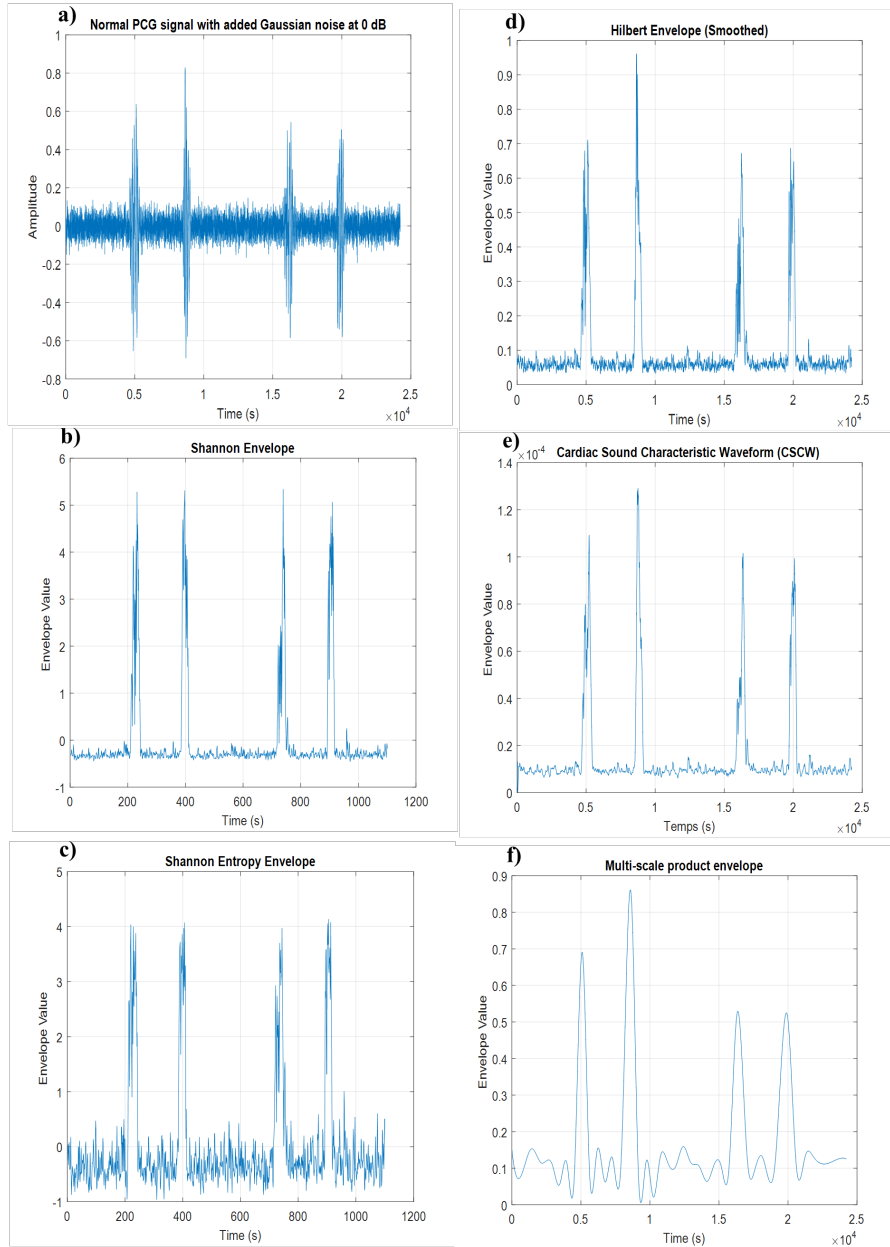 a)
Normal PCG signal with added Gaussian noise at 0 dB
1
0.8
0.6
0.4
0.2
0
-0.2
-0.4
-0.6
-0.8
Amplitude
0 0.5 1 1.5 2 2.5
Time (s)
×10^4
b)
Shannon Envelope
6
5
4
3
2
1
0
-1
Envelope Value
0 200 400 600 800 1000 1200
Time (s)
c)
Shannon Entropy Envelope
5
4
3
2
1
0
-1
Envelope Value
0 200 400 600 800 1000 1200
Time (s)
d)
Hilbert Envelope (Smoothed)
1
0.9
0.8
0.7
0.6
0.5
0.4
0.3
0.2
0.1
0
Envelope Value
0 0.5 1 1.5 2 2.5
Time (s)
×10^4
e)
×10^-4
Cardiac Sound Characteristic Waveform (CSCW)
1.4
1.2
1
0.8
0.6
0.4
0.2
0
Envelope Value
0 0.5 1 1.5 2 2.5
Temps (s)
×10^4
f)
Multi-scale product envelope
0.9
0.8
0.7
0.6
0.5
0.4
0.3
0.2
0.1
0
Envelope Value
0 0.5 1 1.5 2 2.5
Time (s)
×10^4